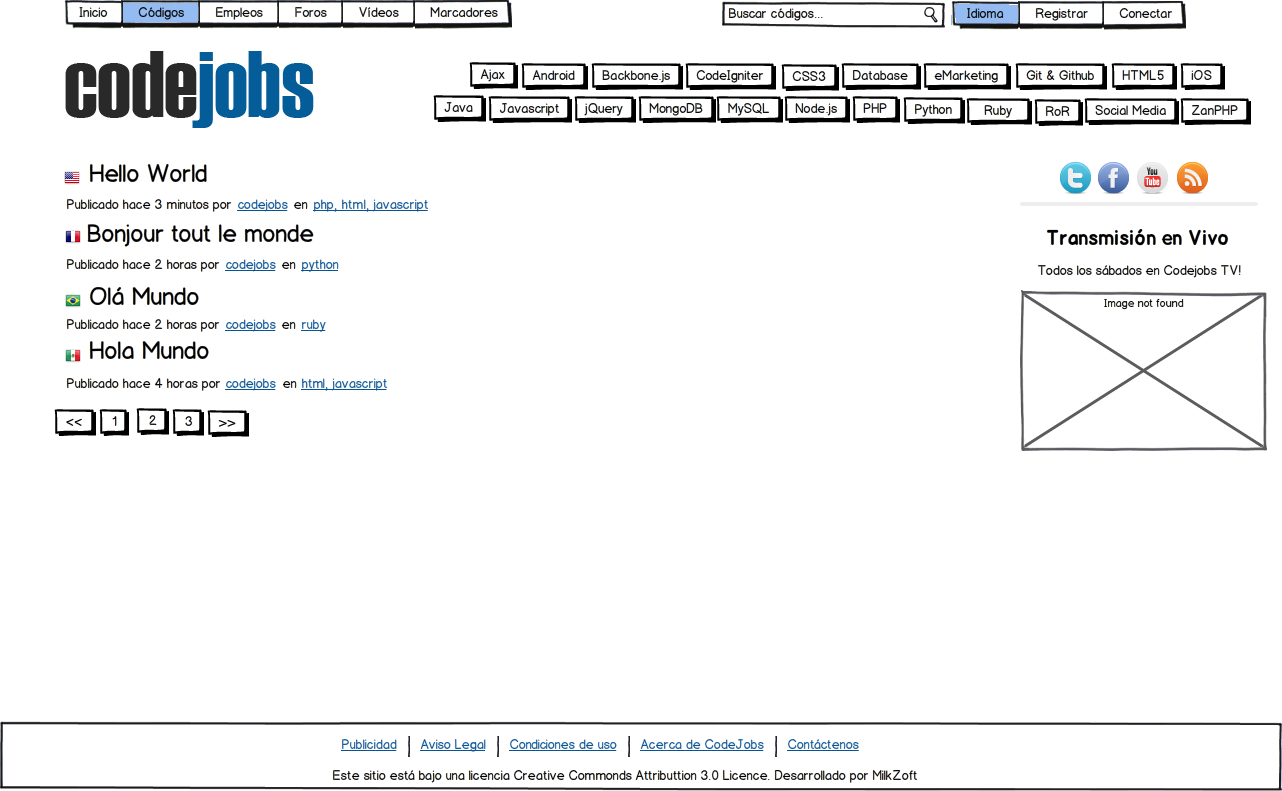 Inicio Códigos Empleos Foros Vídeos Marcadores Buscar códigos... Idioma Registrar Conectar
codejobs
Ajax Android Backbone.js CodeIgniter CSS3 Database eMarketing Git & Github HTML5 iOS
Java Javascript jQuery MongoDB MySQL Node.js PHP Python Ruby RoR Social Media ZanPHP
Hello World
Publicado hace 3 minutos por codejobs en php, html, javascript
Bonjour tout le monde
Publicado hace 2 horas por codejobs en python
Olá Mundo
Publicado hace 2 horas por codejobs en ruby
Hola Mundo
Publicado hace 4 horas por codejobs en html, javascript
<< 1 2 3 >>
You Tube
Transmisión en Vivo
Todos los sábados en Codejobs TV!
Image not found
Publicidad Aviso Legal Condiciones de uso Acerca de CodeJobs Contáctenos
Este sitio está bajo una licencia Creative Commonds Attributtion 3.0 Licence. Desarrollado por MilkZoft